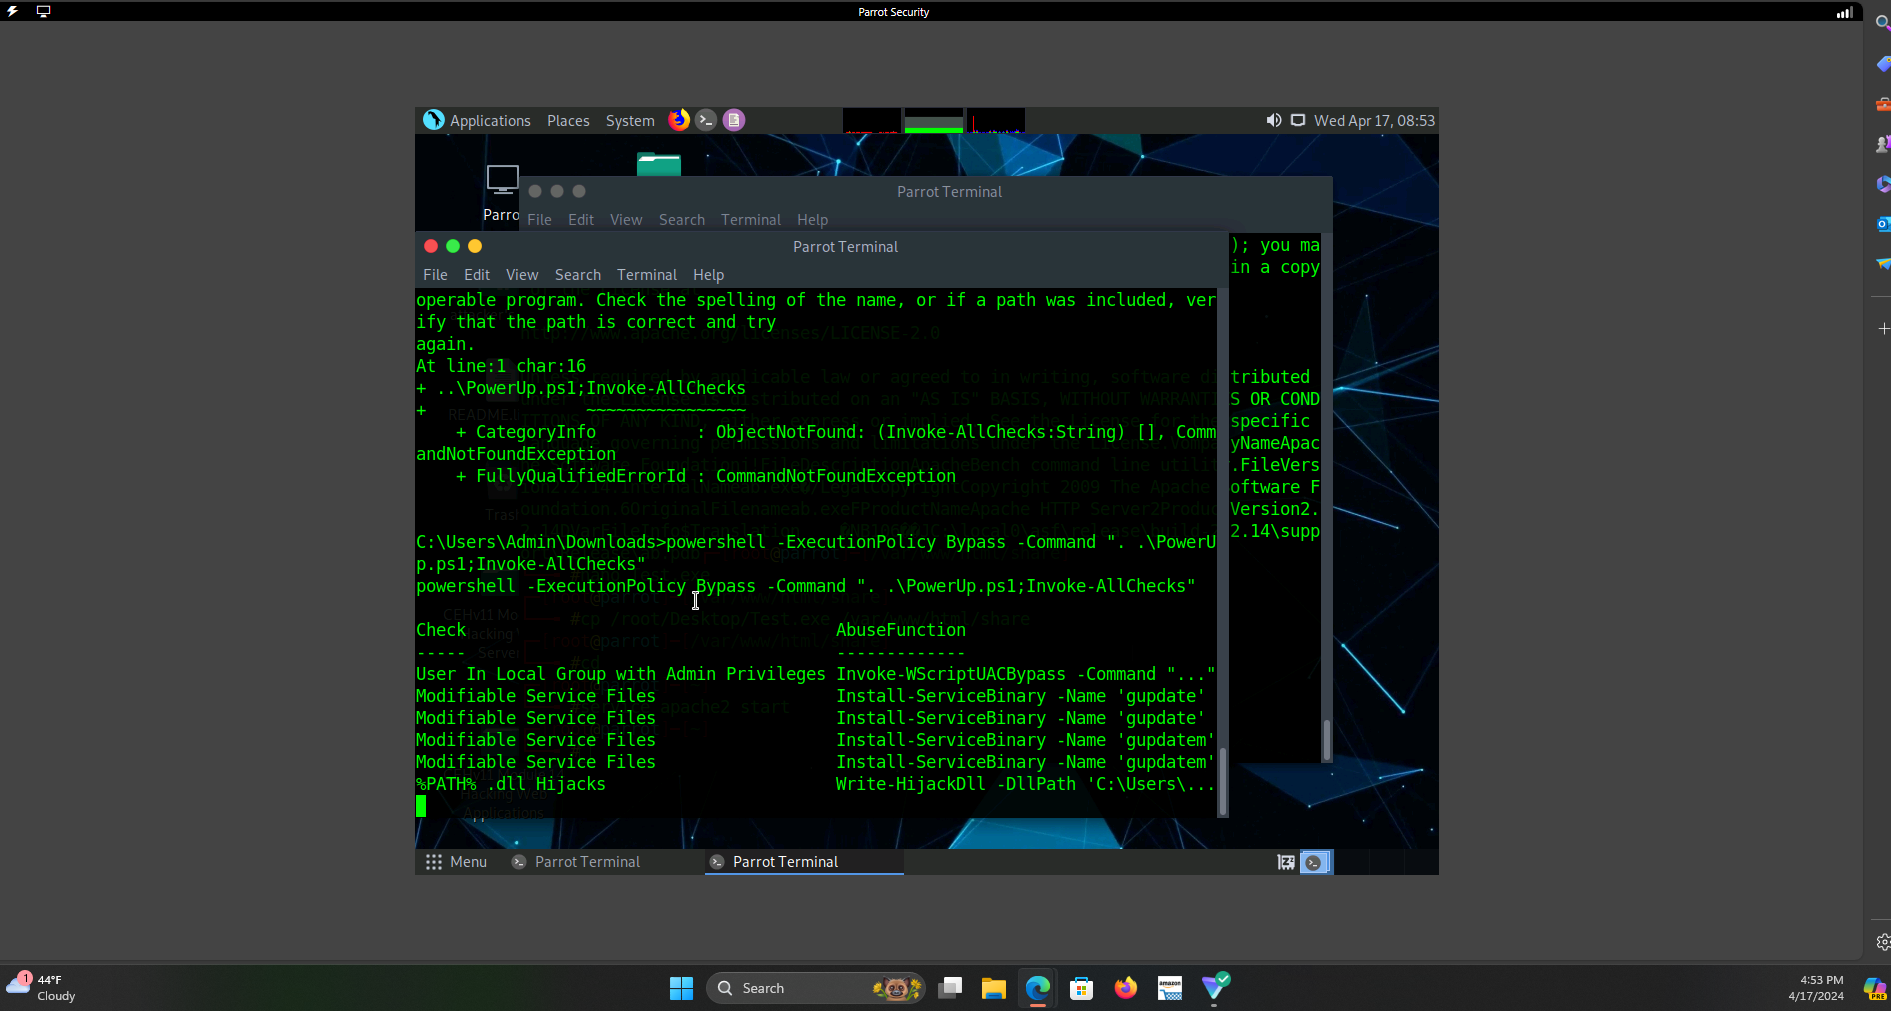 Parrot Security
Applications Places System
Wed Apr 17, 08:53
Parro
Parrot Terminal
File Edit View Search Terminal Help
); you ma
in a copy
tributed
S OR COND
specific
yNameApac
.FileVers
oftware F
Version2.
2.14\supp
Parrot Terminal
File Edit View Search Terminal Help
operable program. Check the spelling of the name, or if a path was included, ver
ify that the path is correct and try
again.
At line:1 char:16
+ ..\PowerUp.ps1;Invoke-AllChecks
+ ~~~~~~~~~~~~~~~~
+ CategoryInfo : ObjectNotFound: (Invoke-AllChecks:String) [], Comm
andNotFoundException
+ FullyQualifiedErrorId : CommandNotFoundException
C:\Users\Admin\Downloads>powershell -ExecutionPolicy Bypass -Command ". .\PowerU
p.ps1;Invoke-AllChecks"
powershell -ExecutionPolicy Bypass -Command ". .\PowerUp.ps1;Invoke-AllChecks"
Check AbuseFunction
----- -------------
User In Local Group with Admin Privileges Invoke-WScriptUACBypass -Command "..."
Modifiable Service Files Install-ServiceBinary -Name 'gupdate'
Modifiable Service Files Install-ServiceBinary -Name 'gupdate'
Modifiable Service Files Install-ServiceBinary -Name 'gupdatem'
Modifiable Service Files Install-ServiceBinary -Name 'gupdatem'
%PATH% .dll Hijacks Write-HijackDll -DllPath 'C:\Users\...
Menu Parrot Terminal Parrot Terminal
1
44°F
Cloudy
Search
amazon
4:53 PM
4/17/2024
PRE